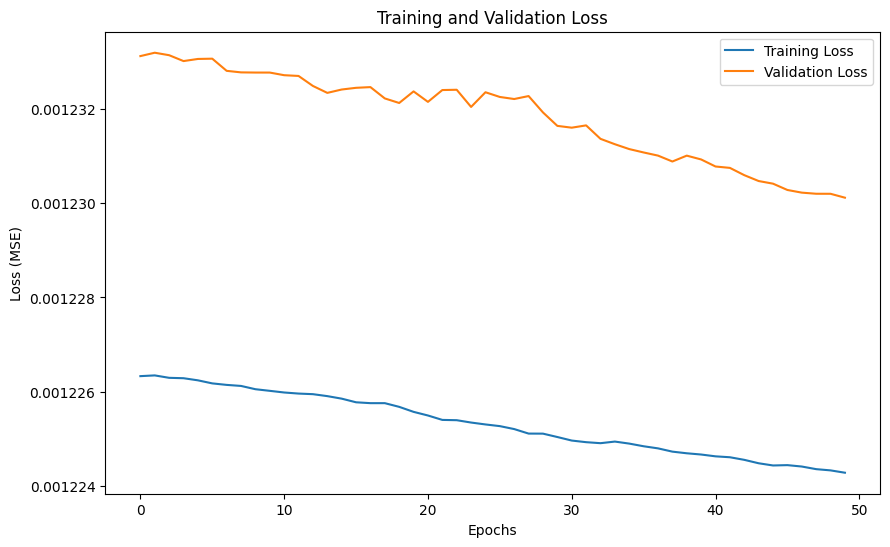 Training and Validation Loss
Training Loss
Validation Loss
0.001232
0.001230
0.001228
0.001226
0.001224
Loss (MSE)
0 10 20 30 40 50
Epochs